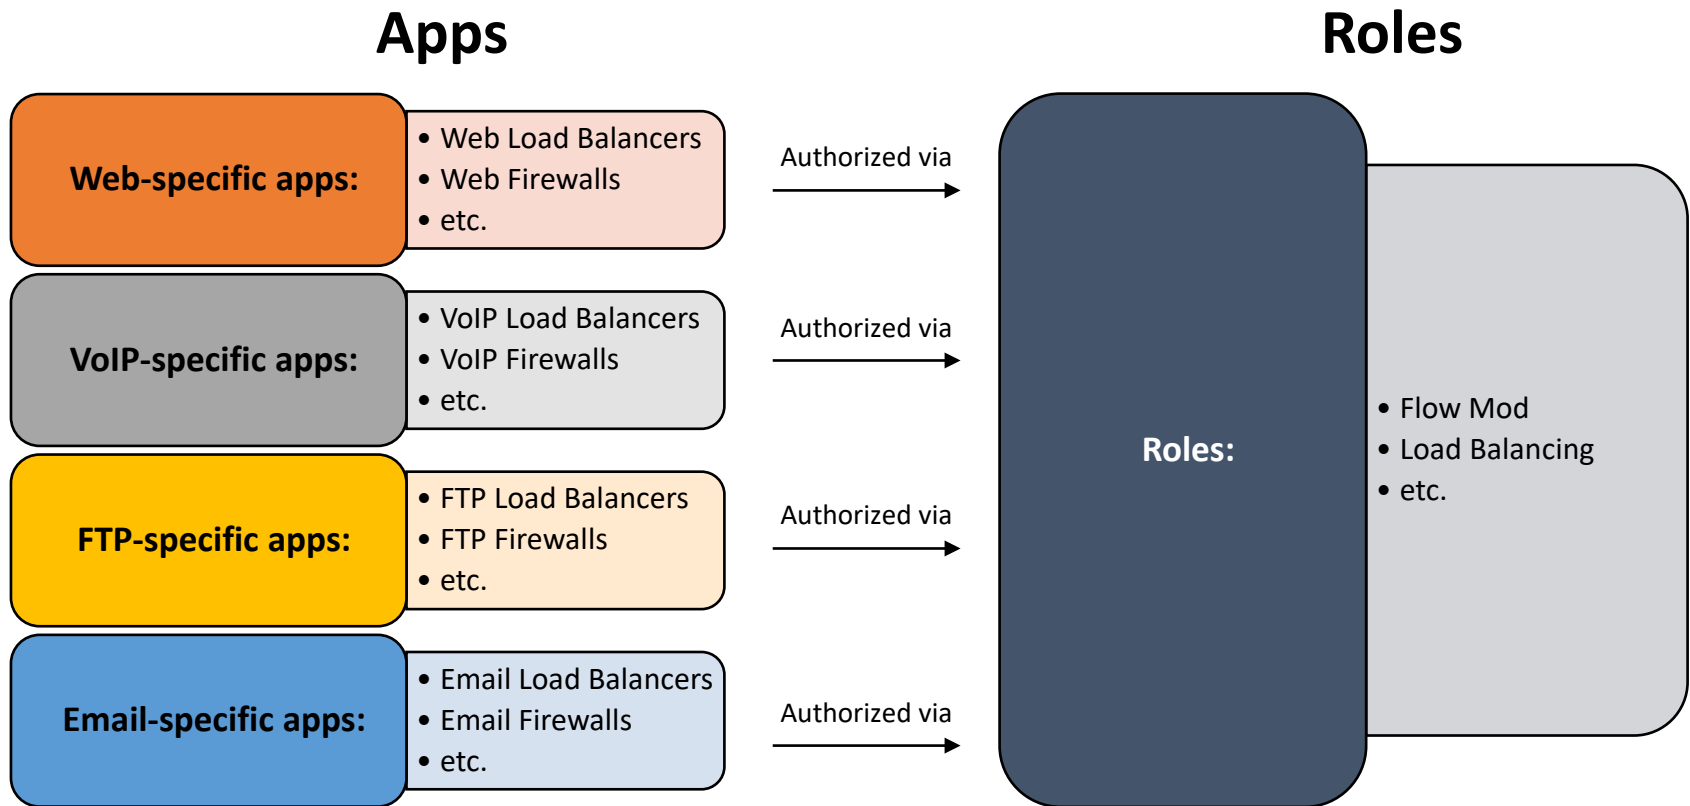 Apps
Roles
Web-specific apps:
• Web Load Balancers
• Web Firewalls
• etc.
Authorized via
VoIP-specific apps:
• VoIP Load Balancers
• VoIP Firewalls
• etc.
Authorized via
FTP-specific apps:
• FTP Load Balancers
• FTP Firewalls
• etc.
Authorized via
Email-specific apps:
• Email Load Balancers
• Email Firewalls
• etc.
Authorized via
Roles:
• Flow Mod
• Load Balancing
• etc.